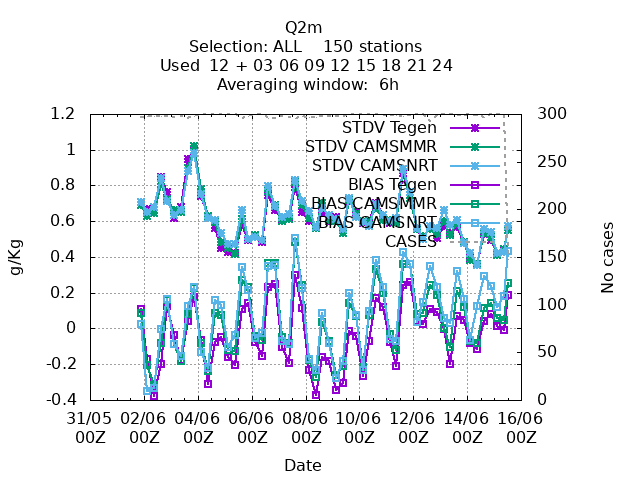 Q2m
Selection: ALL    150 stations
Used  12 + 03 06 09 12 15 18 21 24
Averaging window:  6h
1.2
1
0.8
0.6
0.4
0.2
0
-0.2
-0.4
g/Kg
STDV Tegen
STDV CAMSMMR
STDV CAMSNRT
BIAS Tegen
BIAS CAMSMMR
BIAS CAMSNRT
CASES
300
250
200
150
100
50
0
No cases
31/05 02/06 04/06 06/06 08/06 10/06 12/06 14/06 16/06
00Z 00Z 00Z 00Z 00Z 00Z 00Z 00Z 00Z
Date